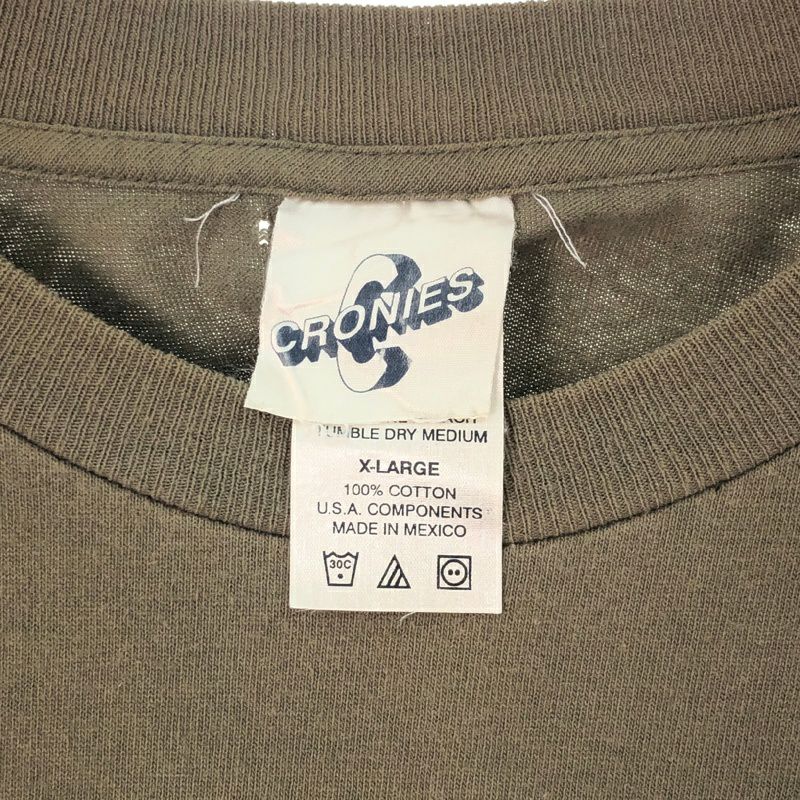 CRONIES
TUMBLE DRY MEDIUM
X-LARGE
100% COTTON
U.S.A. COMPONENTS
MADE IN MEXICO
30C